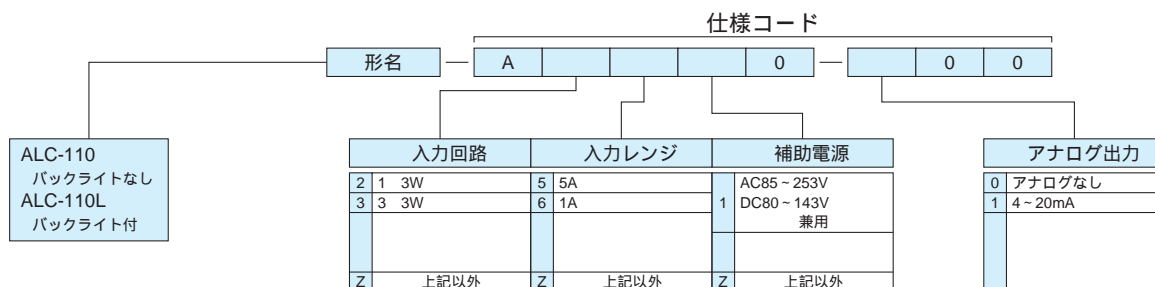 仕様コード
形名 — A 0 — 0 0
ALC-110
バックライトなし
ALC-110L
バックライト付
入力回路
2 1 3W
3 3 3W
Z 上記以外
入力レンジ
5 5A
6 1A
Z 上記以外
補助電源
1 AC85~253V
DC80~143V
兼用
Z 上記以外
アナログ出力
0 アナログなし
1 4~20mA